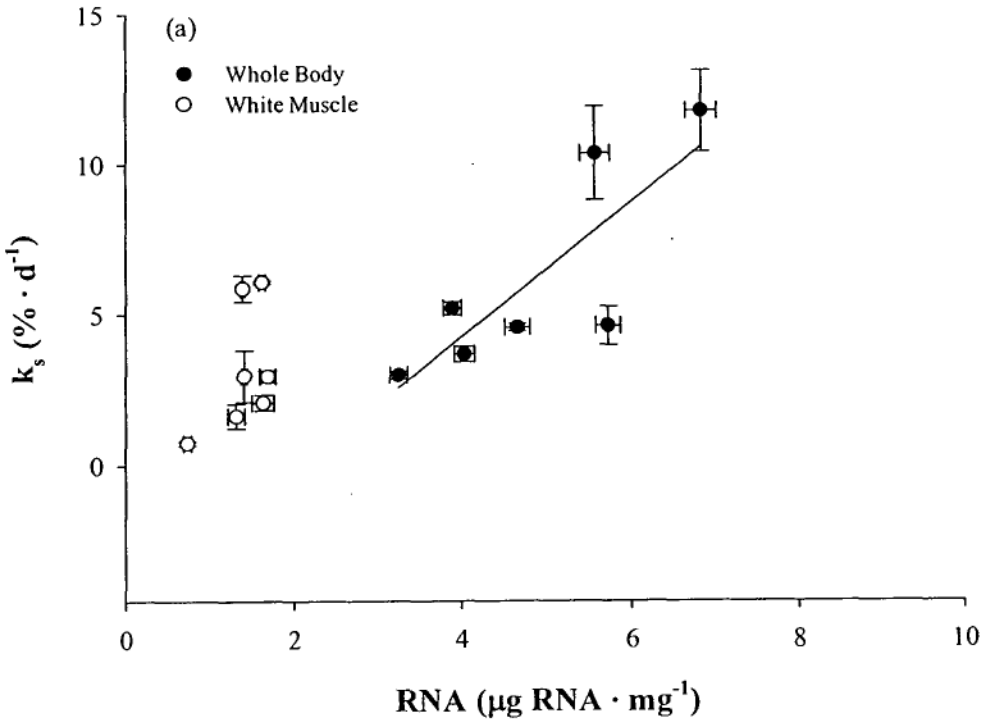 (a)
Whole Body
White Muscle
15
10
5
0
k_s (% · d⁻¹)
0 2 4 6 8 10
RNA (µg RNA · mg⁻¹)